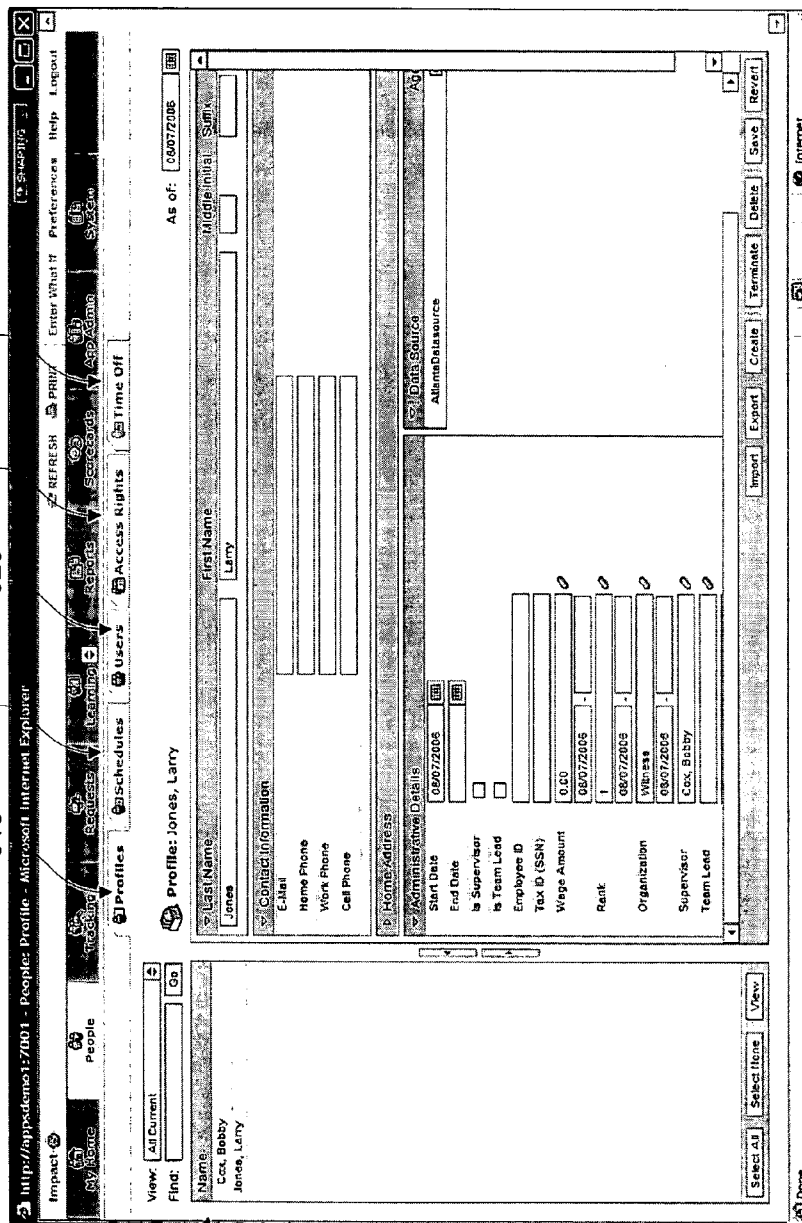 http://appsdemo1:7001 - People: Profile - Microsoft Internet Explorer
SHAPING
Impact
REFRESH PRINT Enter What If Preferences Help Logout
My Home People Tracking Requests Learning Reports Scorecards App Admin System
Profiles Schedules Users Access Rights Time Off
View: All Current
Find: Go
Name
Cox, Bobby
Jones, Larry
Select All Select None View
Profile: Jones, Larry
As of: 08/07/2006
Last Name First Name Middle Initial Suffix
Jones Larry
Contact Information
E-Mail
Home Phone
Work Phone
Cell Phone
Home Address
Administrative Details
Start Date 08/07/2006
End Date
Is Supervisor
Is Team Lead
Employee ID
Tax ID (SSN)
Wage Amount 0.00
08/07/2006 -
Rank 1
08/07/2006 -
Organization Witness
08/07/2006 -
Supervisor Cox, Bobby
Team Lead
Data Source
AtlantaDatasource
Import Export Create Terminate Delete Save Revert
Done
Internet